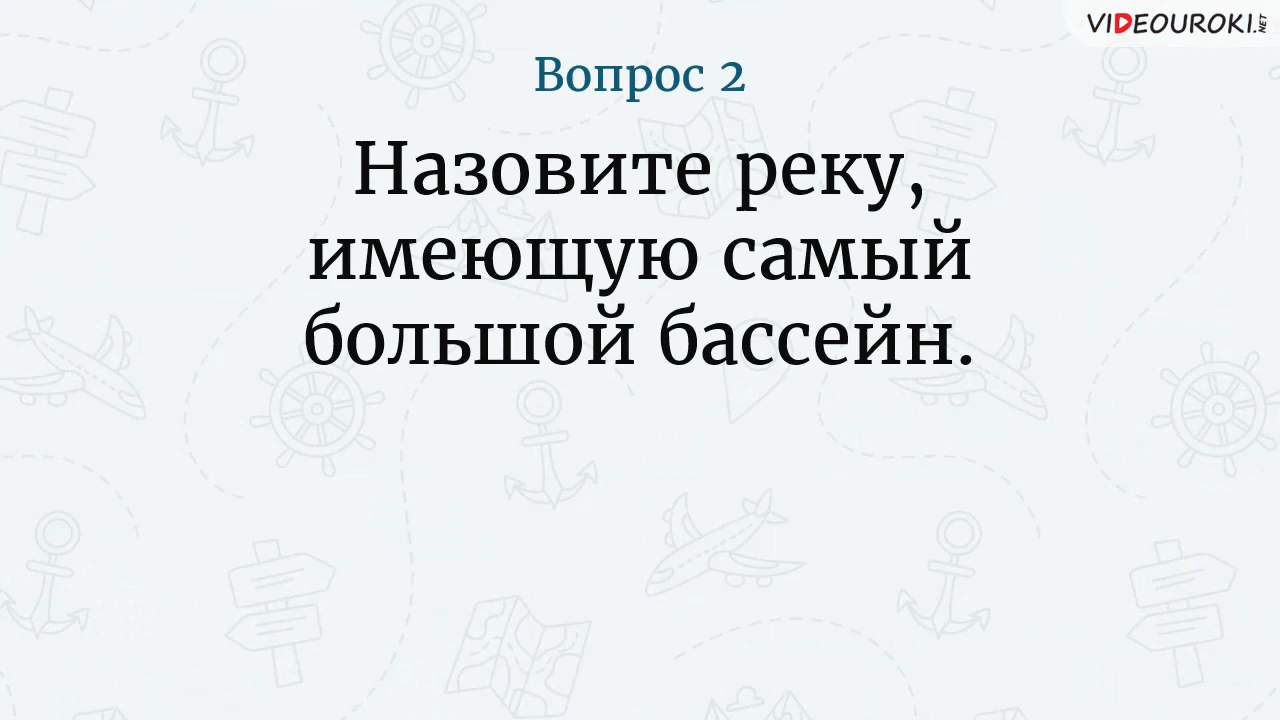 VIDEOUROKI.NET
Вопрос 2
Назовите реку,
имеющую самый
большой бассейн.